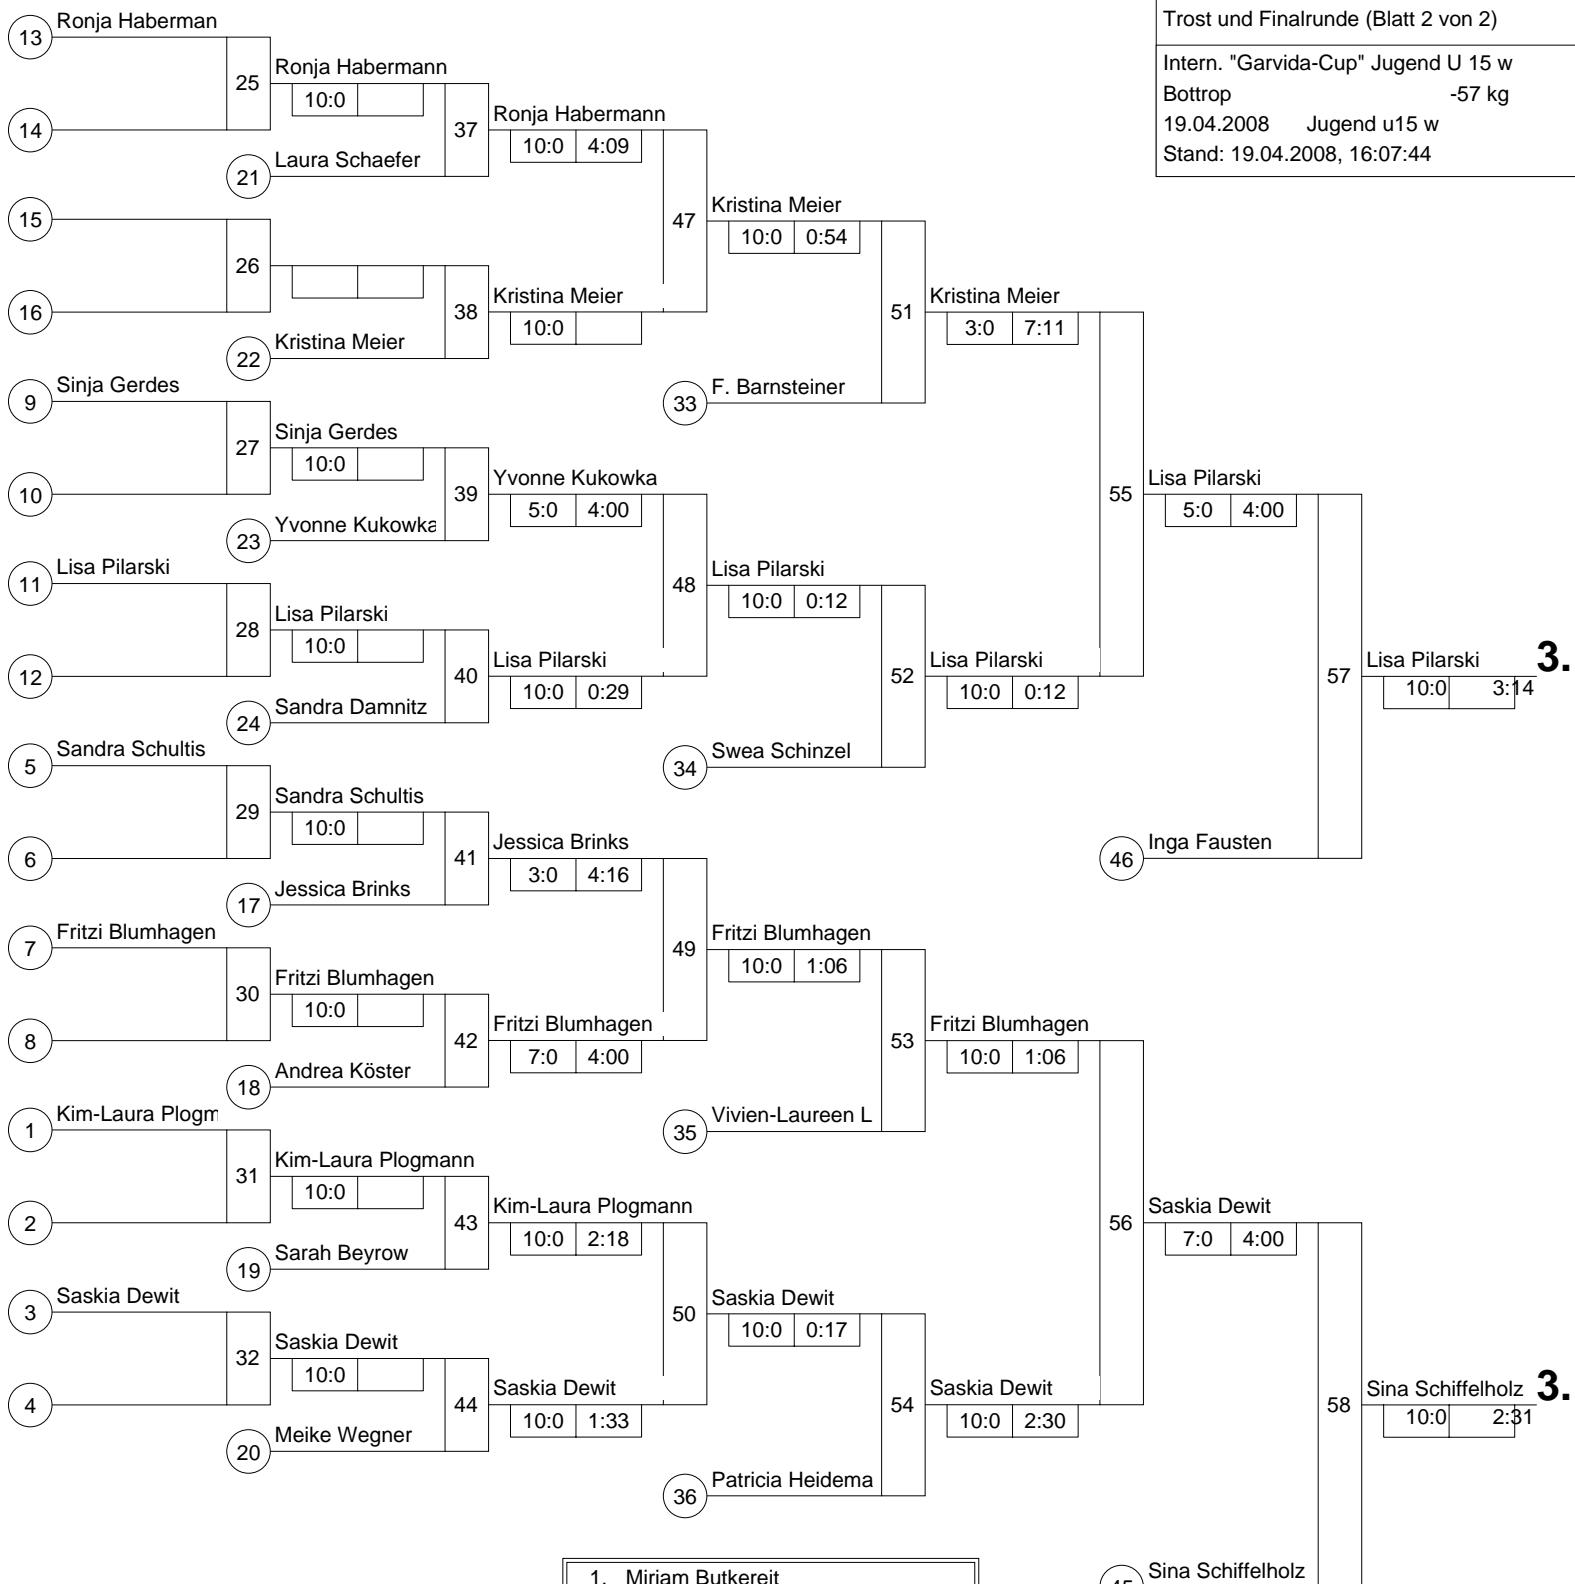 Trost und Finalrunde (Blatt 2 von 2)
Intern. "Garvida-Cup" Jugend U 15 w
Bottrop -57 kg
19.04.2008 Jugend u15 w
Stand: 19.04.2008, 16:07:44
13 Ronja Haberman
25 Ronja Habermann
10:0
14
37 Ronja Habermann
10:0 4:09
21 Laura Schaefer
15
47 Kristina Meier
10:0 0:54
26
16
38 Kristina Meier
10:0
22 Kristina Meier
51 Kristina Meier
3:0 7:11
9 Sinja Gerdes
33 F. Barnsteiner
27 Sinja Gerdes
10:0
10
39 Yvonne Kukowka
5:0 4:00
23 Yvonne Kukowka
55 Lisa Pilarski
5:0 4:00
11 Lisa Pilarski
48 Lisa Pilarski
10:0 0:12
28 Lisa Pilarski
10:0
12
40 Lisa Pilarski
10:0 0:29
24 Sandra Damnitz
52 Lisa Pilarski
10:0 0:12
57 Lisa Pilarski 3.
10:0 3:14
5 Sandra Schultis
34 Swea Schinzel
29 Sandra Schultis
10:0
6
41 Jessica Brinks
3:0 4:16
46 Inga Fausten
17 Jessica Brinks
7 Fritzi Blumhagen
49 Fritzi Blumhagen
10:0 1:06
30 Fritzi Blumhagen
10:0
8
42 Fritzi Blumhagen
7:0 4:00
53 Fritzi Blumhagen
10:0 1:06
18 Andrea Köster
1 Kim-Laura Plogm
35 Vivien-Laureen L
31 Kim-Laura Plogmann
10:0
2
43 Kim-Laura Plogmann
10:0 2:18
56 Saskia Dewit
7:0 4:00
19 Sarah Beyrow
3 Saskia Dewit
50 Saskia Dewit
10:0 0:17
32 Saskia Dewit
10:0
4
44 Saskia Dewit
10:0 1:33
54 Saskia Dewit
10:0 2:30
58 Sina Schiffelholz 3.
10:0 2:31
20 Meike Wegner
36 Patricia Heidema
1. Miriam Butkereit
45 Sina Schiffelholz